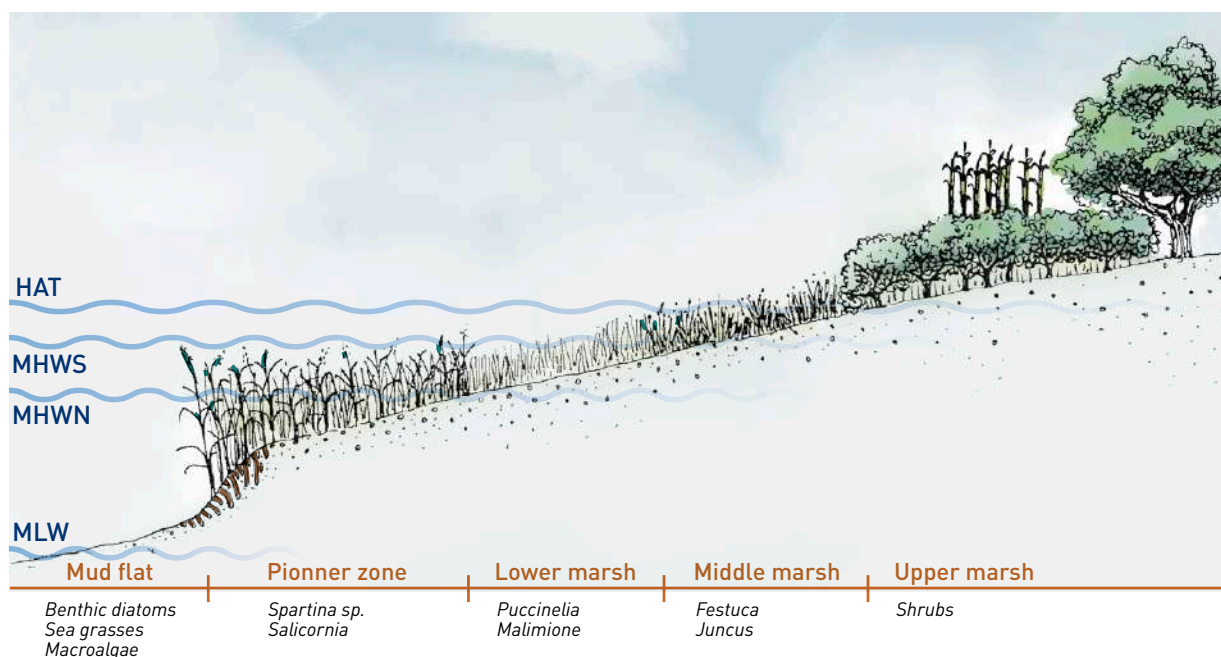 HAT
MHWS
MHWN
MLW
Mud flat
Pionner zone
Lower marsh
Middle marsh
Upper marsh
Benthic diatoms
Sea grasses
Macroalgae
Spartina sp.
Salicornia
Puccinelia
Malimione
Festuca
Juncus
Shrubs